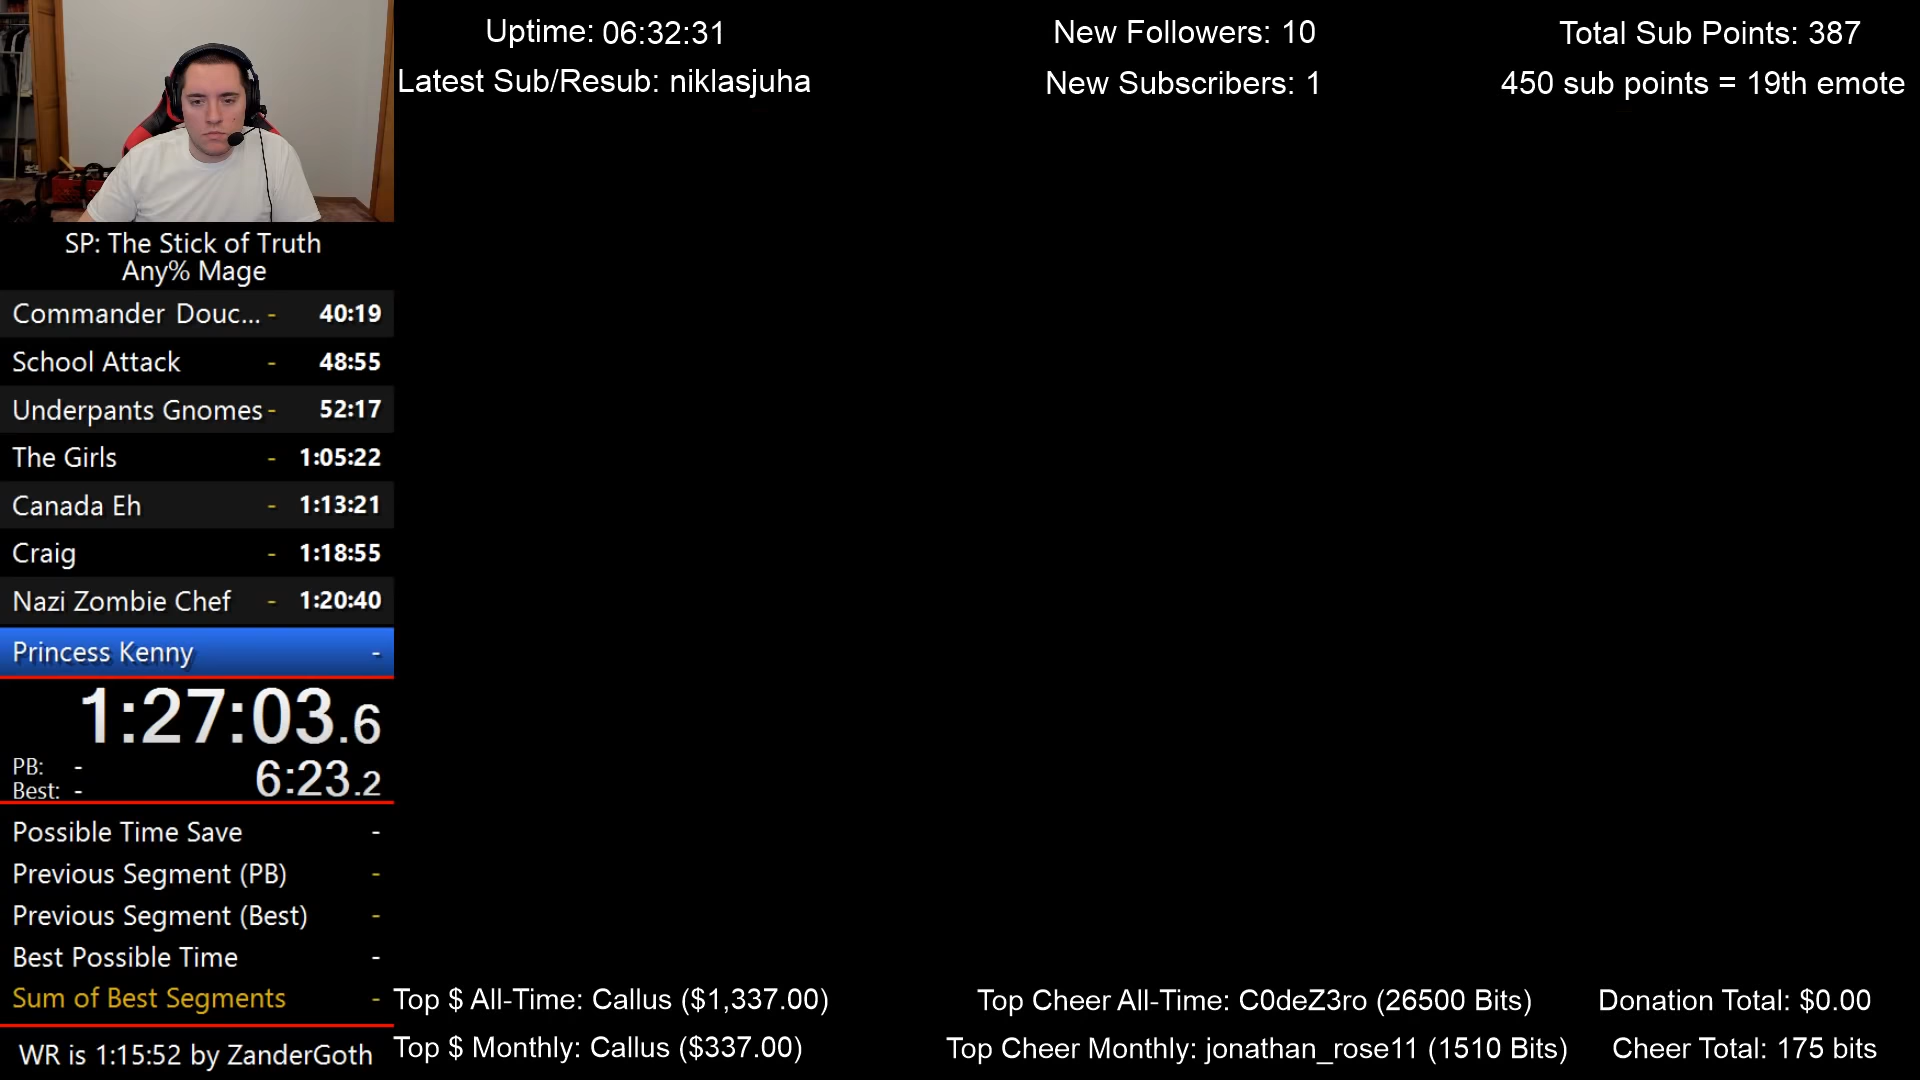 Uptime: 06:32:31
New Followers: 10
Total Sub Points: 387
Latest Sub/Resub: niklasjuha
New Subscribers: 1
450 sub points = 19th emote
SP: The Stick of Truth
Any% Mage
Commander Douc... - 40:19
School Attack - 48:55
Underpants Gnomes - 52:17
The Girls - 1:05:22
Canada Eh - 1:13:21
Craig - 1:18:55
Nazi Zombie Chef - 1:20:40
Princess Kenny -
1:27:03.6
PB: -
Best: -
6:23.2
Possible Time Save -
Previous Segment (PB) -
Previous Segment (Best) -
Best Possible Time -
Sum of Best Segments -
WR is 1:15:52 by ZanderGoth
Top $ All-Time: Callus ($1,337.00)
Top Cheer All-Time: C0deZ3ro (26500 Bits)
Donation Total: $0.00
Top $ Monthly: Callus ($337.00)
Top Cheer Monthly: jonathan_rose11 (1510 Bits)
Cheer Total: 175 bits